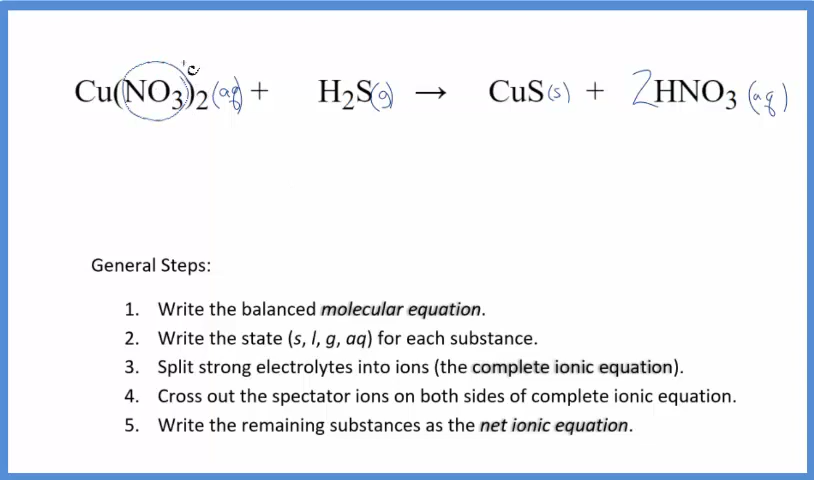 Cu(NO3)2(aq) + H2S(g) → CuS(s) + 2HNO3(aq)
General Steps:
1. Write the balanced molecular equation.
2. Write the state (s, l, g, aq) for each substance.
3. Split strong electrolytes into ions (the complete ionic equation).
4. Cross out the spectator ions on both sides of complete ionic equation.
5. Write the remaining substances as the net ionic equation.